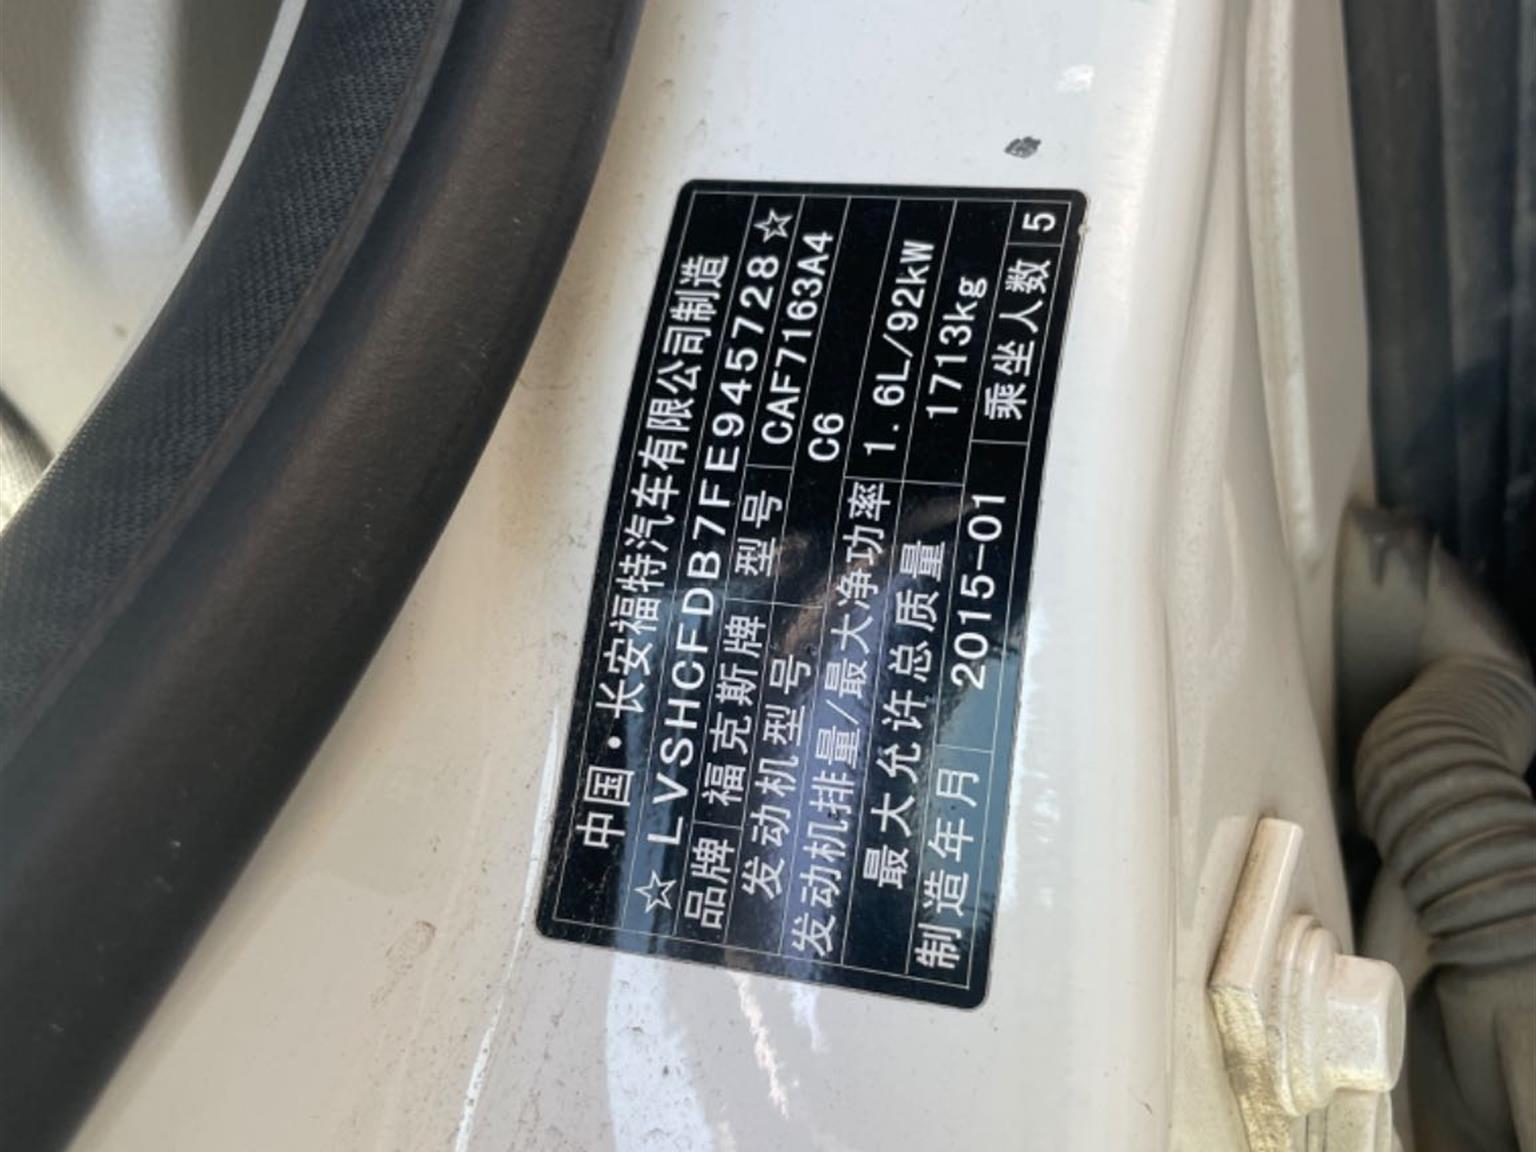 中国·长安福特汽车有限公司制造
☆LVSHCFDB7FE945728☆
品牌 福克斯牌 型号 CAF7163A4
发动机型号 C6
发动机排量/最大净功率 1.6L/92kW
最大允许总质量 1713kg
制造年月 2015-01 乘坐人数 5